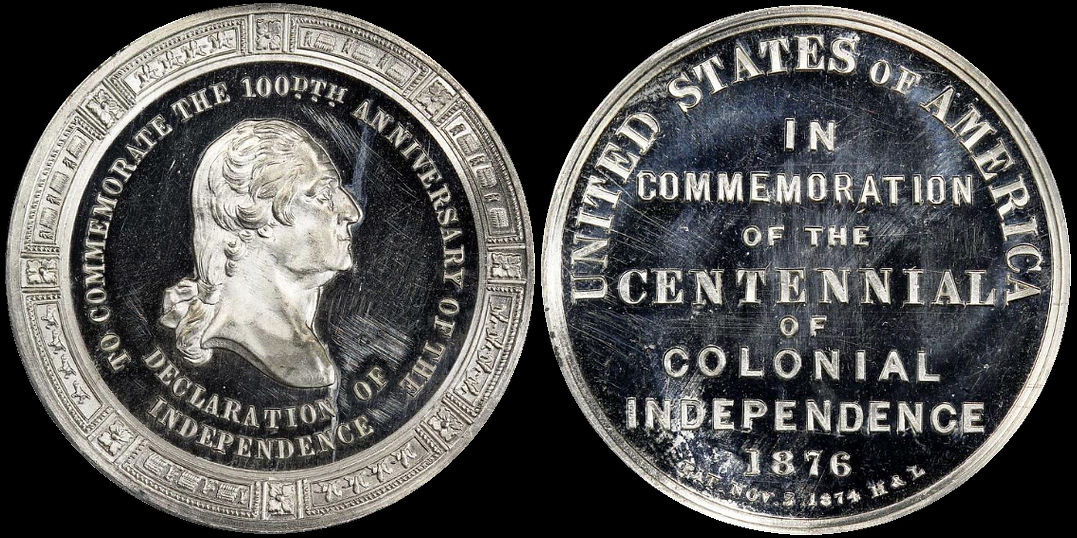 TO COMMEMORATE THE 100DTH ANNIVERSARY OF THE
DECLARATION OF
INDEPENDENCE
UNITED STATES OF AMERICA
IN
COMMEMORATION
OF THE
CENTENNIAL
OF
COLONIAL
INDEPENDENCE
1876
PAT. NOV. 2. 1874 H & L